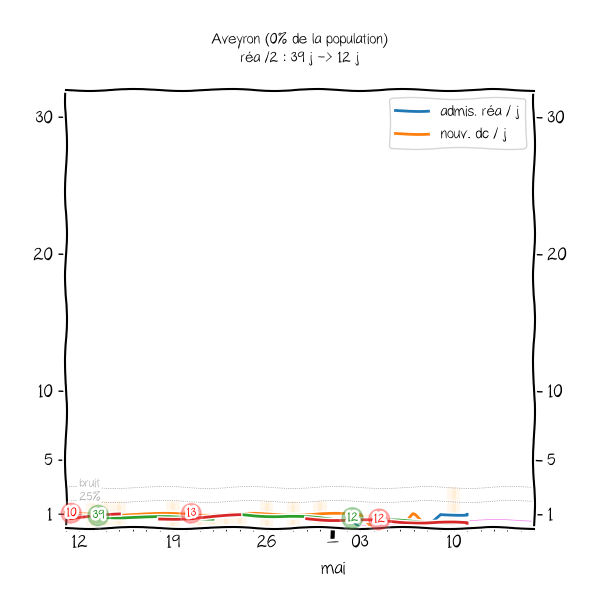 Aveyron (0% de la population)
réa /2 : 39 j -> 12 j
admis. réa / j
nouv. dc / j
30 30
20 20
10 10
5 5
bruit
25%
1 10 39 13 12 12 1
12 19 26 03 10
mai